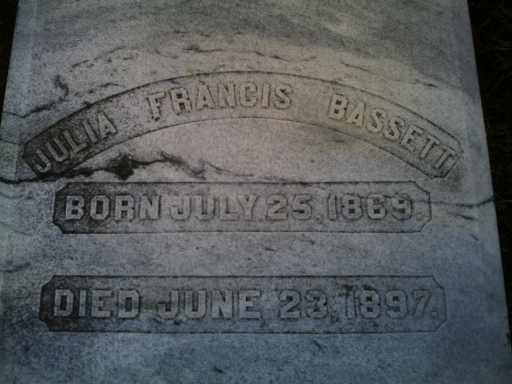 JULIA FRANCIS BASSETT
BORN JULY 25, 1869.
DIED JUNE 23, 1897.